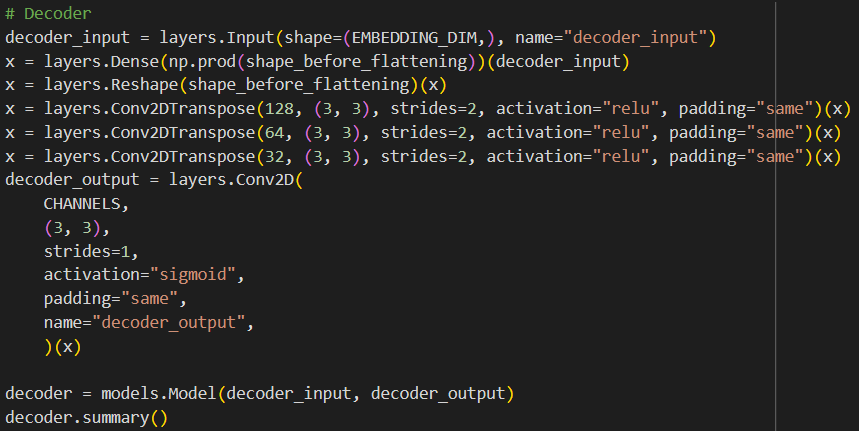 # Decoder
decoder_input = layers.Input(shape=(EMBEDDING_DIM,), name="decoder_input")
x = layers.Dense(np.prod(shape_before_flattening))(decoder_input)
x = layers.Reshape(shape_before_flattening)(x)
x = layers.Conv2DTranspose(128, (3, 3), strides=2, activation="relu", padding="same")(x)
x = layers.Conv2DTranspose(64, (3, 3), strides=2, activation="relu", padding="same")(x)
x = layers.Conv2DTranspose(32, (3, 3), strides=2, activation="relu", padding="same")(x)
decoder_output = layers.Conv2D(
    CHANNELS,
    (3, 3),
    strides=1,
    activation="sigmoid",
    padding="same",
    name="decoder_output",
    )(x)

decoder = models.Model(decoder_input, decoder_output)
decoder.summary()